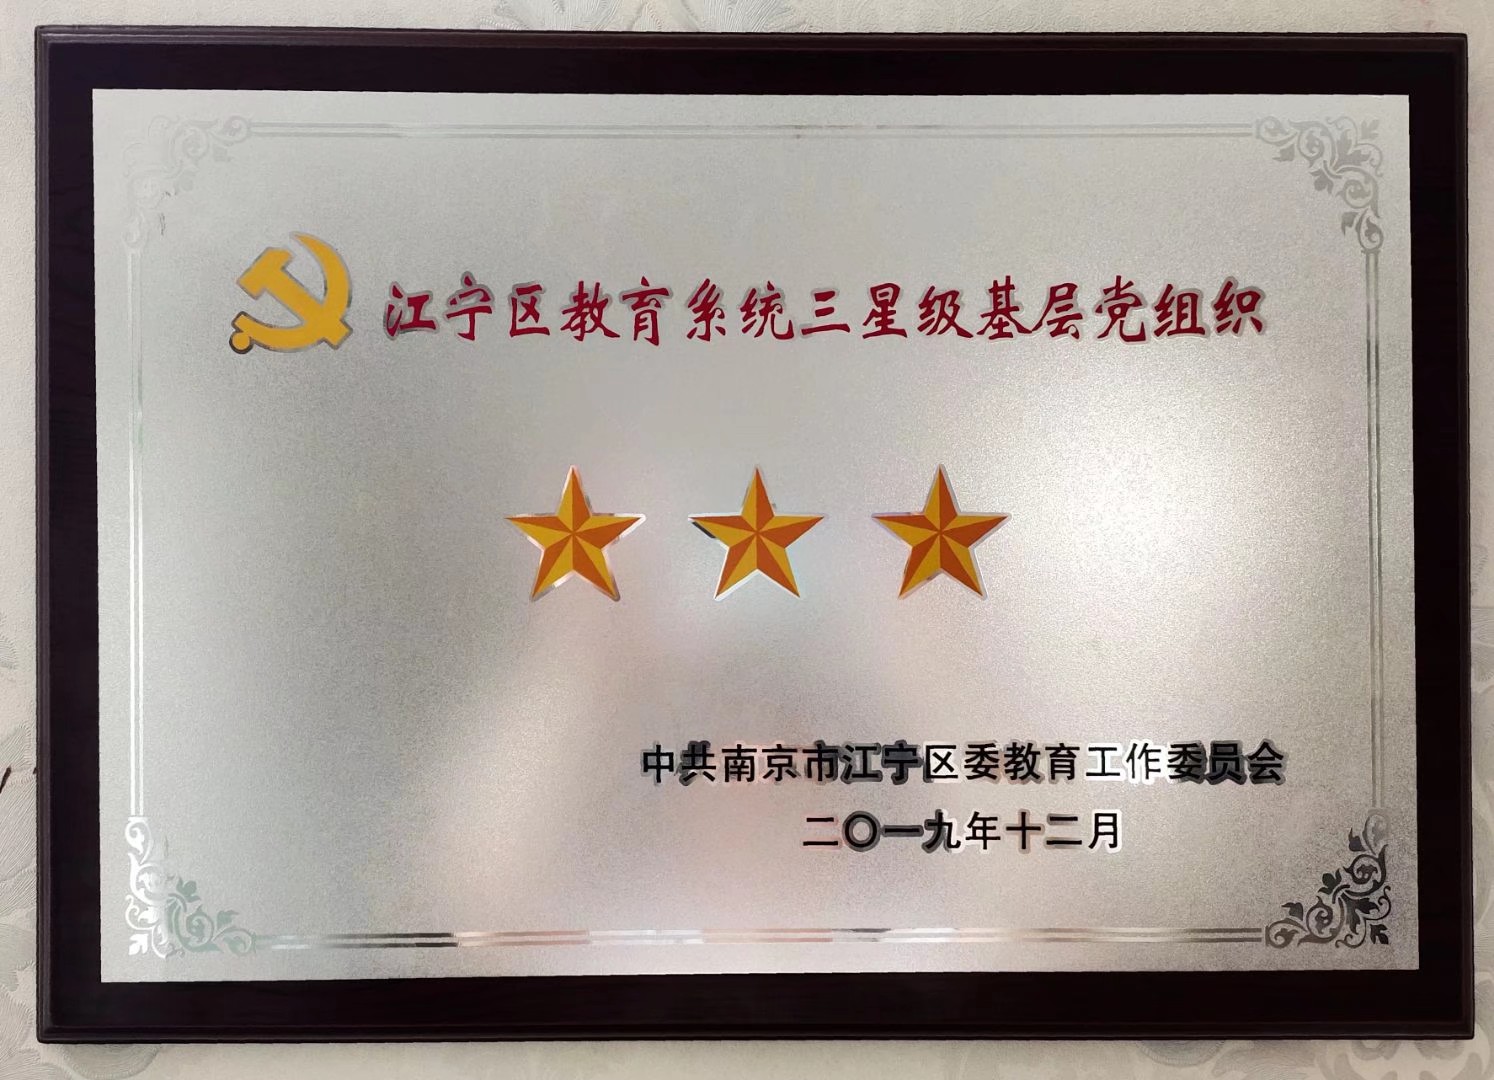 江宁区教育系统三星级基层党组织
中共南京市江宁区委教育工作委员会
二〇一九年十二月